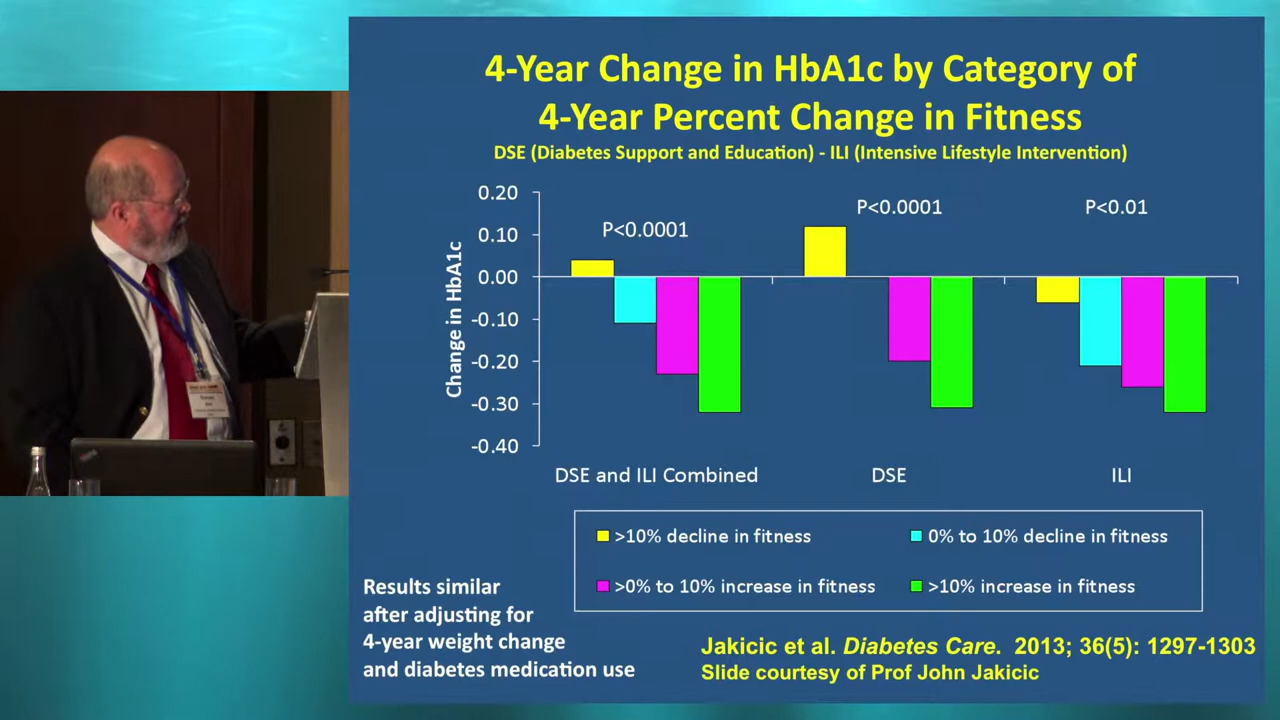 4-Year Change in HbA1c by Category of
4-Year Percent Change in Fitness
DSE (Diabetes Support and Education) - ILI (Intensive Lifestyle Intervention)
Change in HbA1c
0.20
0.10
0.00
-0.10
-0.20
-0.30
-0.40
P<0.0001
P<0.0001
P<0.01
DSE and ILI Combined
DSE
ILI
>10% decline in fitness
0% to 10% decline in fitness
>0% to 10% increase in fitness
>10% increase in fitness
Results similar
after adjusting for
4-year weight change
and diabetes medication use
Jakicic et al. Diabetes Care. 2013; 36(5): 1297-1303
Slide courtesy of Prof John Jakicic